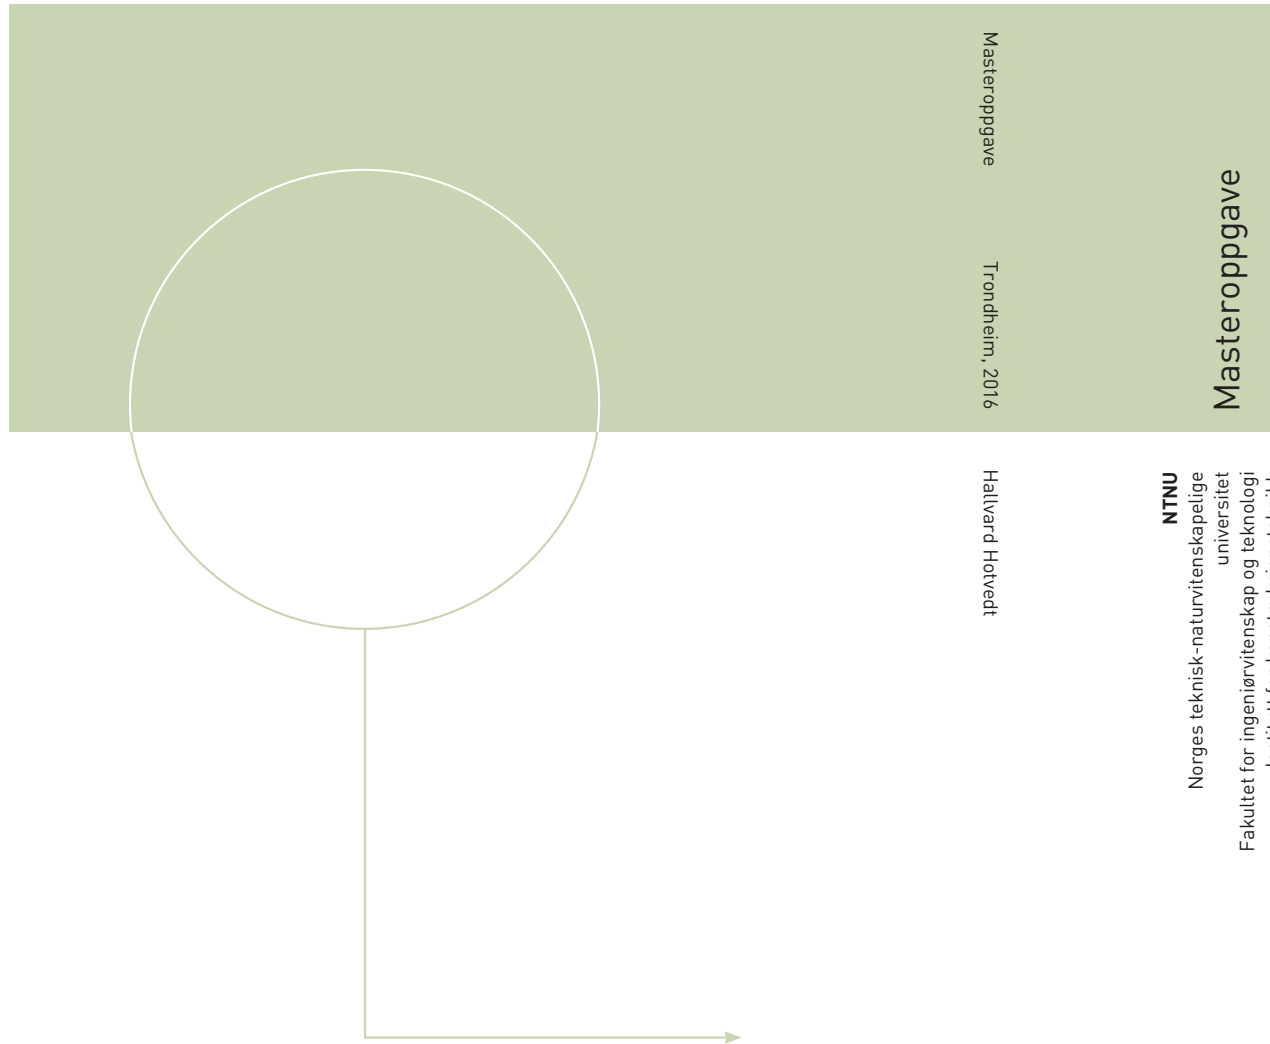 Masteroppgave
Trondheim, 2016
Hallvard Hotvedt
NTNU
Norges teknisk-naturvitenskapelige
universitet
Fakultet for ingeniørvitenskap og teknologi
Masteroppgave